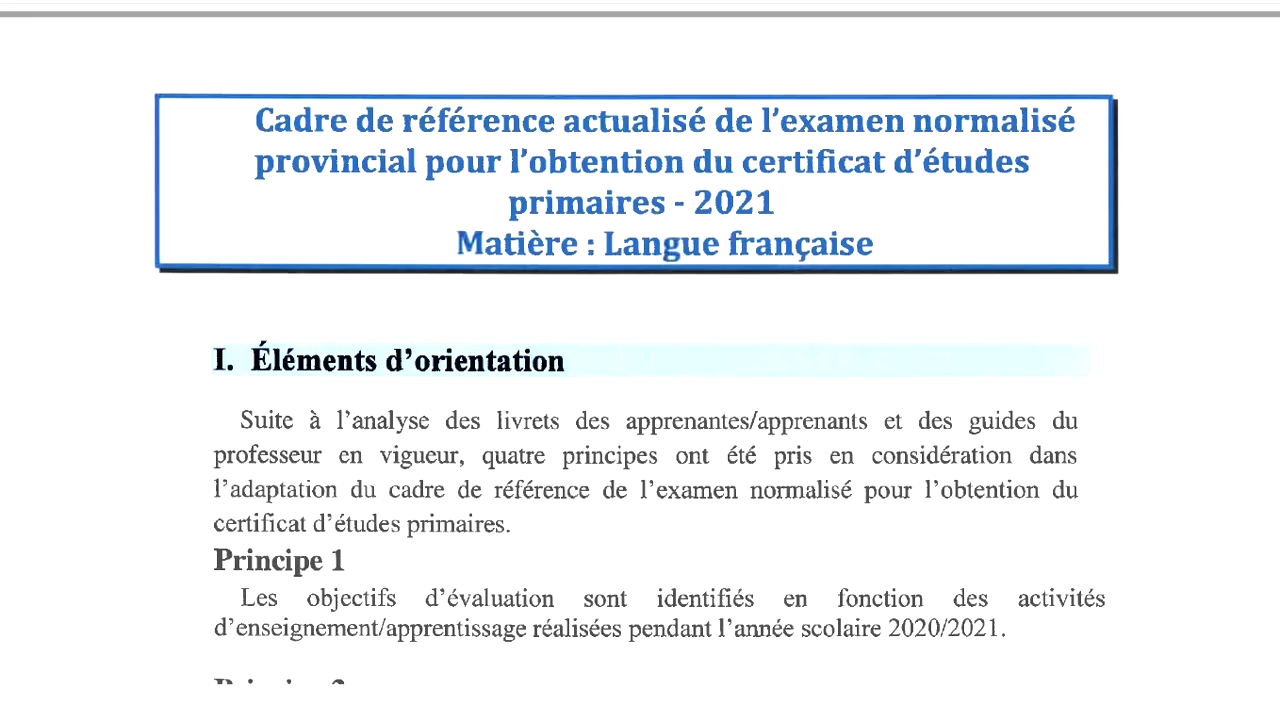 Cadre de référence actualisé de l’examen normalisé
provincial pour l’obtention du certificat d’études
primaires - 2021
Matière : Langue française
I. Éléments d’orientation
Suite à l’analyse des livrets des apprenantes/apprenants et des guides du
professeur en vigueur, quatre principes ont été pris en considération dans
l’adaptation du cadre de référence de l’examen normalisé pour l’obtention du
certificat d’études primaires.
Principe 1
Les objectifs d’évaluation sont identifiés en fonction des activités
d’enseignement/apprentissage réalisées pendant l’année scolaire 2020/2021.